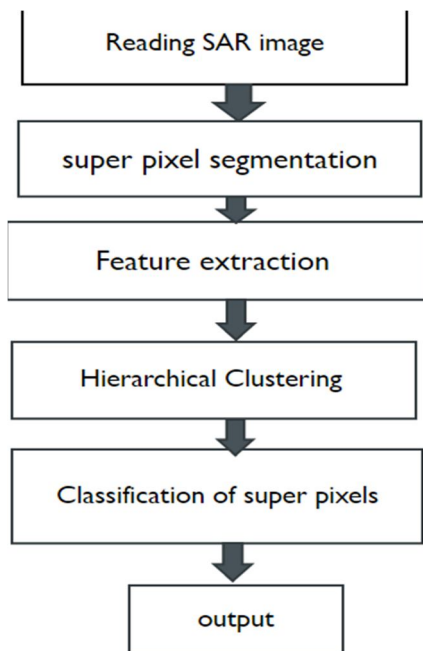 Reading SAR image
super pixel segmentation
Feature extraction
Hierarchical Clustering
Classification of super pixels
output